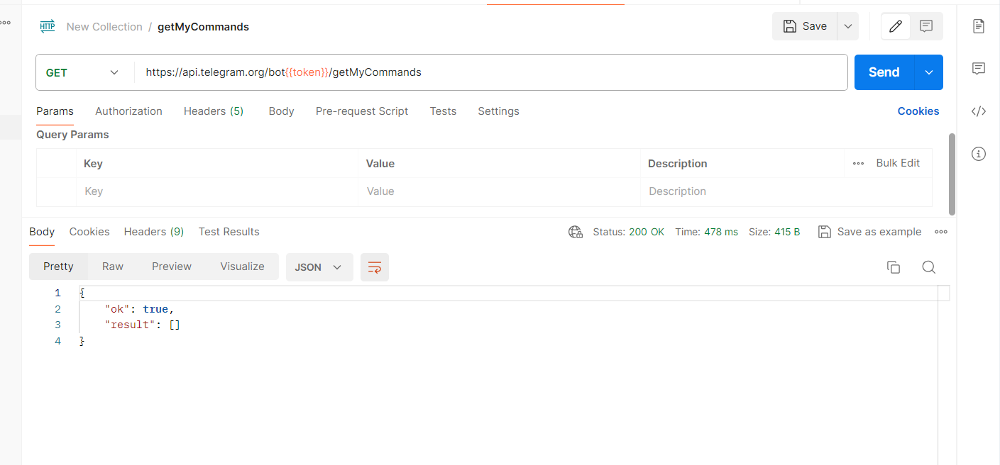 HTTP New Collection / getMyCommands Save
GET https://api.telegram.org/bot{{token}}/getMyCommands Send
Params Authorization Headers (5) Body Pre-request Script Tests Settings Cookies
Query Params
Key Value Description Bulk Edit
Key Value Description
Body Cookies Headers (9) Test Results Status: 200 OK Time: 478 ms Size: 415 B Save as example
Pretty Raw Preview Visualize JSON
1 {
2 "ok": true,
3 "result": []
4 }